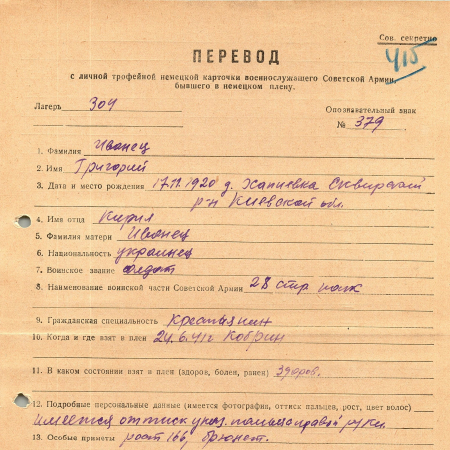 Сов. секретно
415
ПЕРЕВОД
с личной трофейной немецкой карточки военнослужащего Советской Армии,
бывшего в немецком плену.
Лагерь 304
Опознавательный знак
№ 379
1. Фамилия Иванец
2. Имя Григорий
3. Дата и место рождения 17.11.1920 д. Хапиевка Сквирский
р-н Киевской обл.
4. Имя отца Кирил
5. Фамилия матери Иванец
6. Национальность украинец
7. Воинское звание солдат
8. Наименование воинской части Советской Армии 28 стр полк
9. Гражданская специальность Крестьянин
10. Когда и где взят в плен 24.6.41г Кобрин
11. В каком состоянии взят в плен (здоров, болен, ранен) здоров.
12. Подробные персональные данные (имеется фотография, оттиск пальцев, рост, цвет волос)
Имеется оттиск указ. пальца правой руки.
13. Особые приметы рост 166, брюнет.